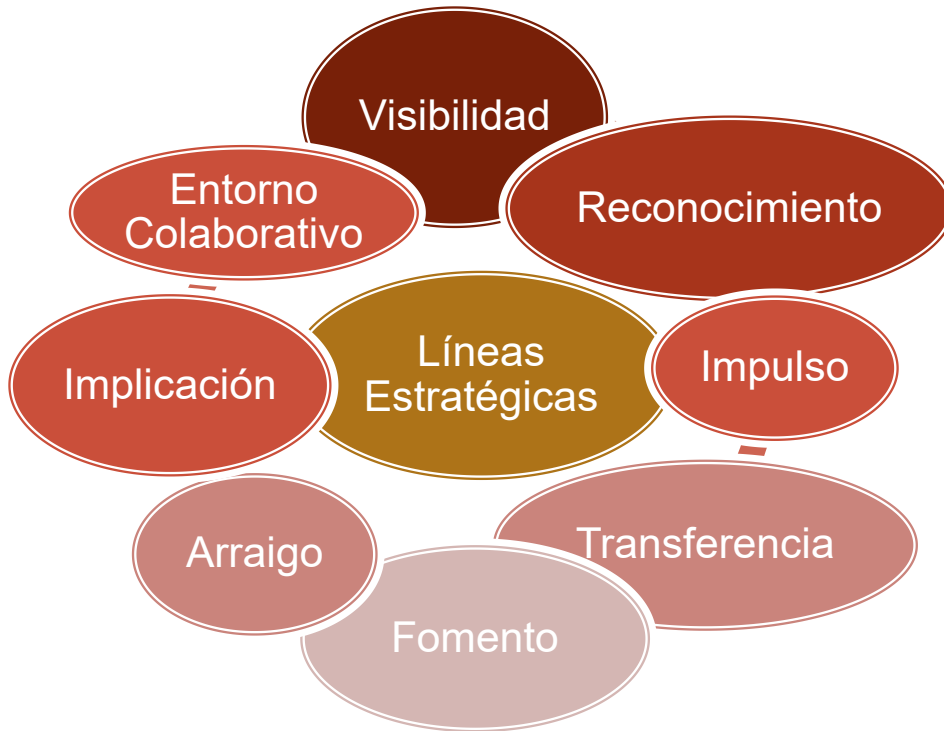 Visibilidad
Reconocimiento
Entorno
Colaborativo
Líneas
Estratégicas
Impulso
Implicación
Transferencia
Arraigo
Fomento